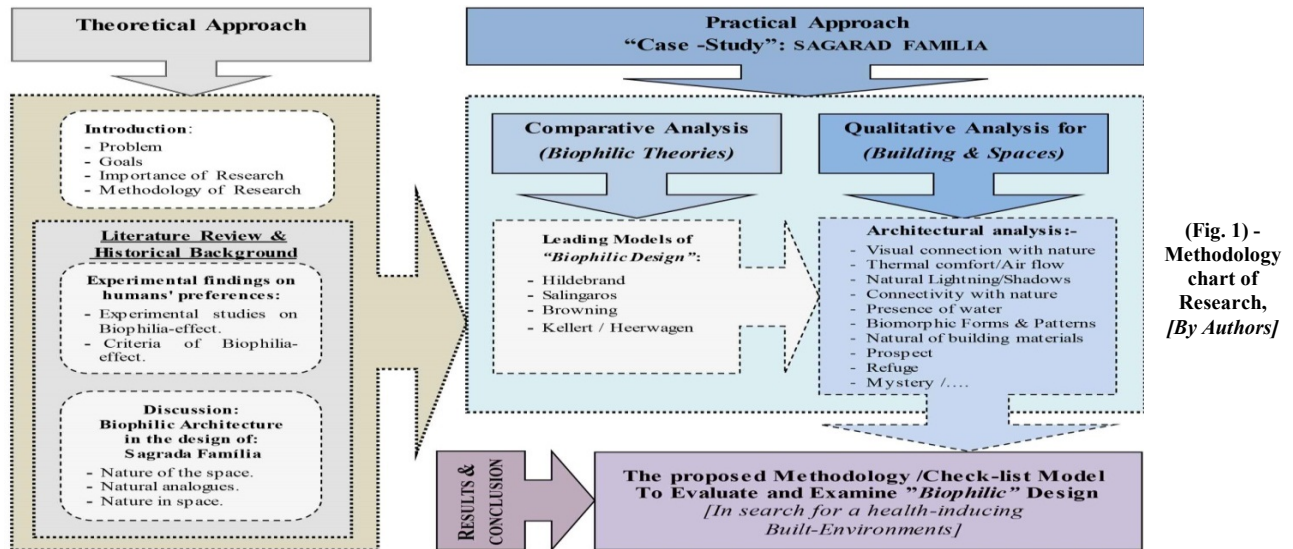 Theoretical Approach
Introduction:
- Problem
- Goals
- Importance of Research
- Methodology of Research
Literature Review &
Historical Background
Experimental findings on
humans' preferences:
- Experimental studies on
Biophilia-effect.
- Criteria of Biophilia-
effect.
Discussion:
Biophilic Architecture
in the design of:
Sagrada Família
- Nature of the space.
- Natural analogues.
- Nature in space.
Practical Approach
“Case -Study”: SAGARAD FAMILIA
Comparative Analysis
(Biophilic Theories)
Leading Models of
“Biophilic Design”:
- Hildebrand
- Salingaros
- Browning
- Kellert / Heerwagen
Qualitative Analysis for
(Building & Spaces)
Architectural analysis:-
- Visual connection with nature
- Thermal comfort/Air flow
- Natural Lightning/Shadows
- Connectivity with nature
- Presence of water
- Biomorphic Forms & Patterns
- Natural of building materials
- Prospect
- Refuge
- Mystery /....
RESULTS &
CONCLUSION
The proposed Methodology /Check-list Model
To Evaluate and Examine ”Biophilic” Design
[In search for a health-inducing
Built-Environments]
(Fig. 1) -
Methodology
chart of
Research,
[By Authors]